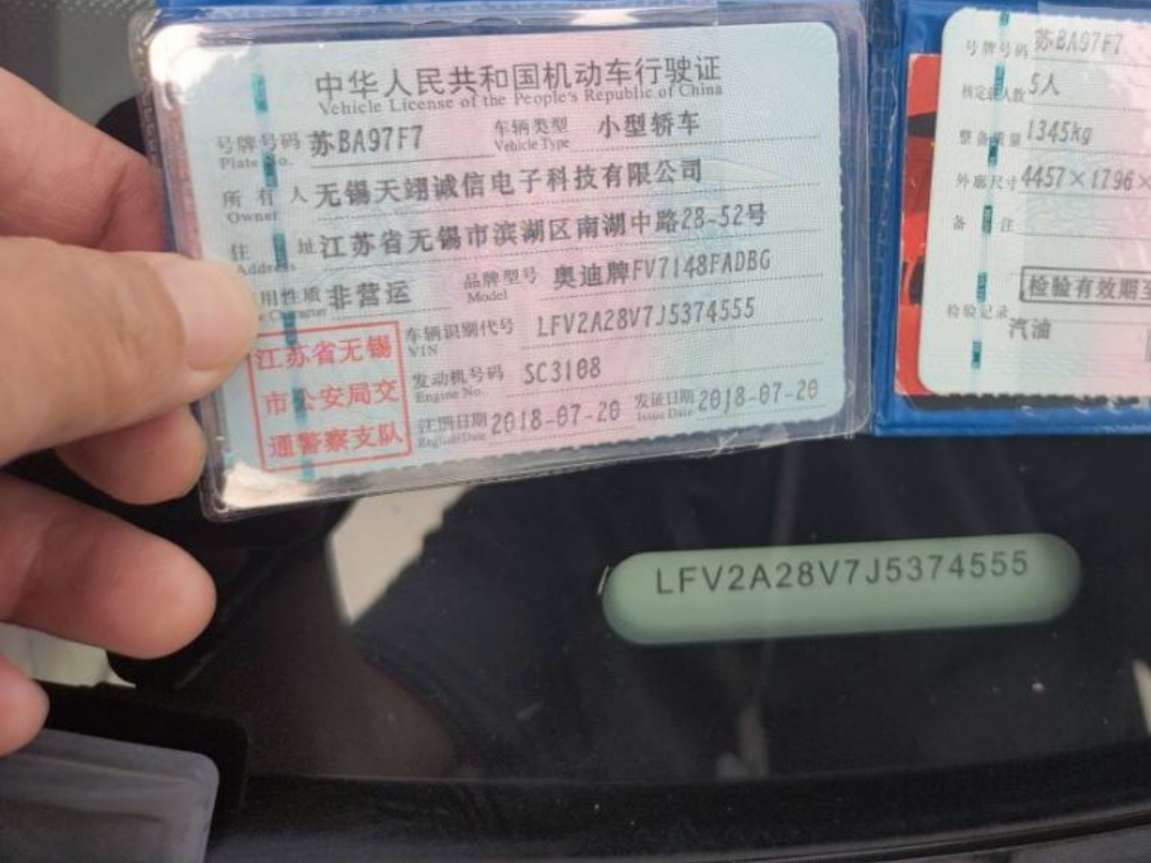 中华人民共和国机动车行驶证
Vehicle License of the People's Republic of China
号牌号码 苏BA97F7 车辆类型 小型轿车
Plate No. Vehicle Type
所有人 无锡天翊诚信电子科技有限公司
Owner
住址 江苏省无锡市滨湖区南湖中路28-52号
Address
用性质 非营运 品牌型号 奥迪牌FV7148FADBG
Character Model
车辆识别代号 LFV2A28V7J5374555
VIN
发动机号码 SC3108
Engine No.
注册日期 2018-07-20 发证日期 2018-07-20
Register Date Issue Date
江苏省无锡
市公安局交
通警察支队
号牌号码 苏BA97F7
核定载人数 5人
整备质量 1345kg
外廓尺寸 4457×1796×
备注
检验有效期至
检验记录
汽油
LFV2A28V7J5374555